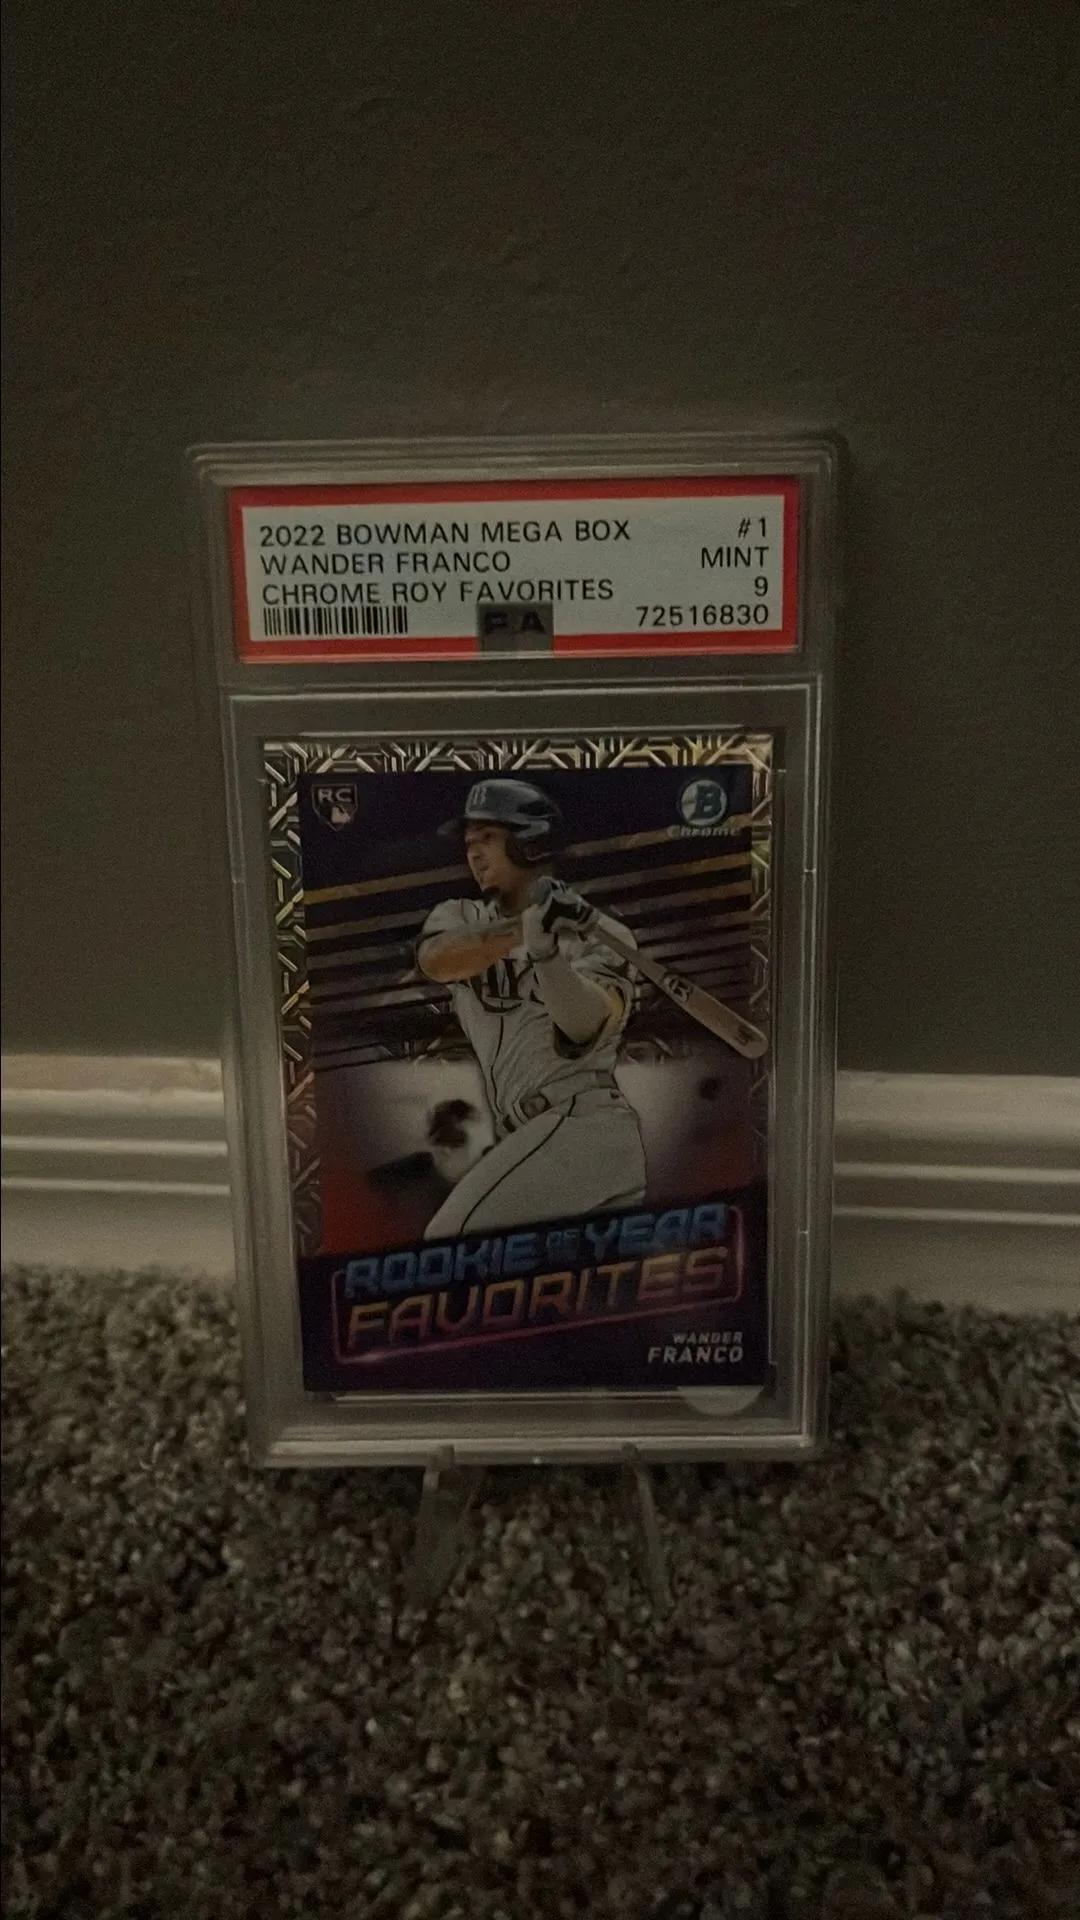 2022 BOWMAN MEGA BOX #1
WANDER FRANCO MINT
CHROME ROY FAVORITES 9
72516830
RC
B
Chrome
ROOKIE OF THE YEAR
FAVORITES
WANDER
FRANCO